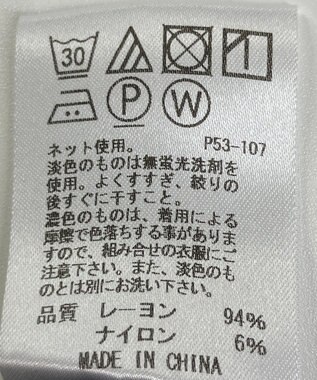 30
P W
ネット使用。 P53-107
淡色のものは無蛍光洗剤を
使用。よくすすぎ、絞りの
後すぐに干すこと。
濃色のものは、着用による
摩擦で色落ちする事がありま
すので、組み合せの衣服にご
注意下さい。また、淡色のも
のとは別にお洗い下さい。
品質 レーヨン 94%
ナイロン 6%
MADE IN CHINA